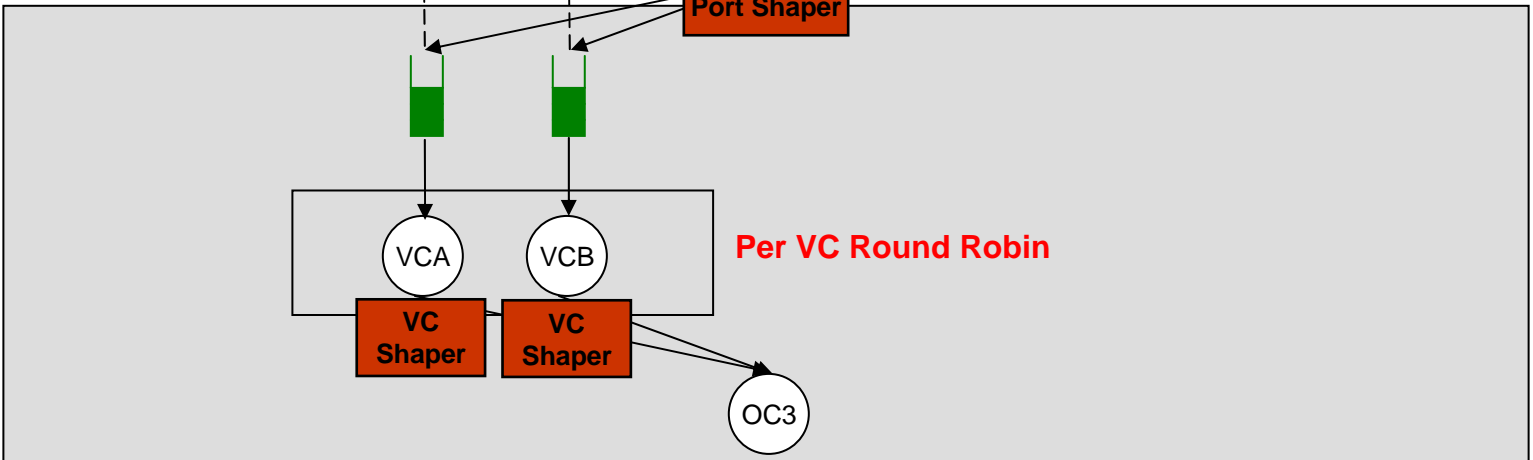 Port Shaper
VCA
VCB
Per VC Round Robin
VC
Shaper
VC
Shaper
OC3